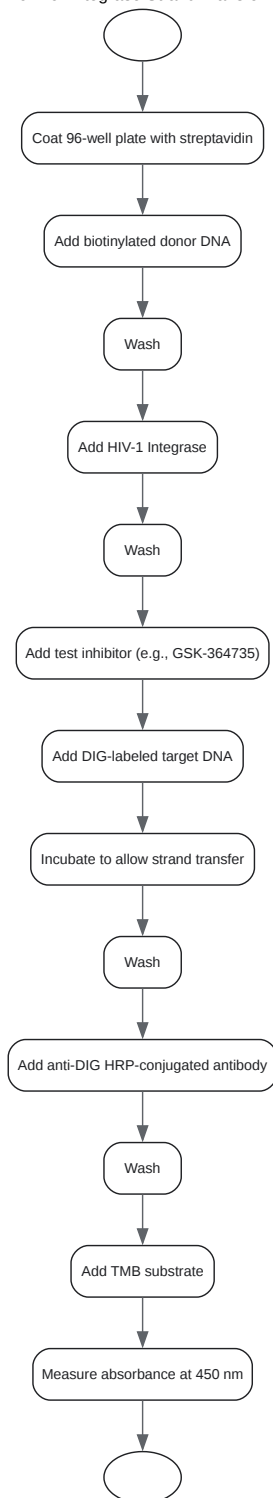 Coat 96-well plate with streptavidin
Add biotinylated donor DNA
Wash
Add HIV-1 Integrase
Wash
Add test inhibitor (e.g., GSK-364735)
Add DIG-labeled target DNA
Incubate to allow strand transfer
Wash
Add anti-DIG HRP-conjugated antibody
Wash
Add TMB substrate
Measure absorbance at 450 nm